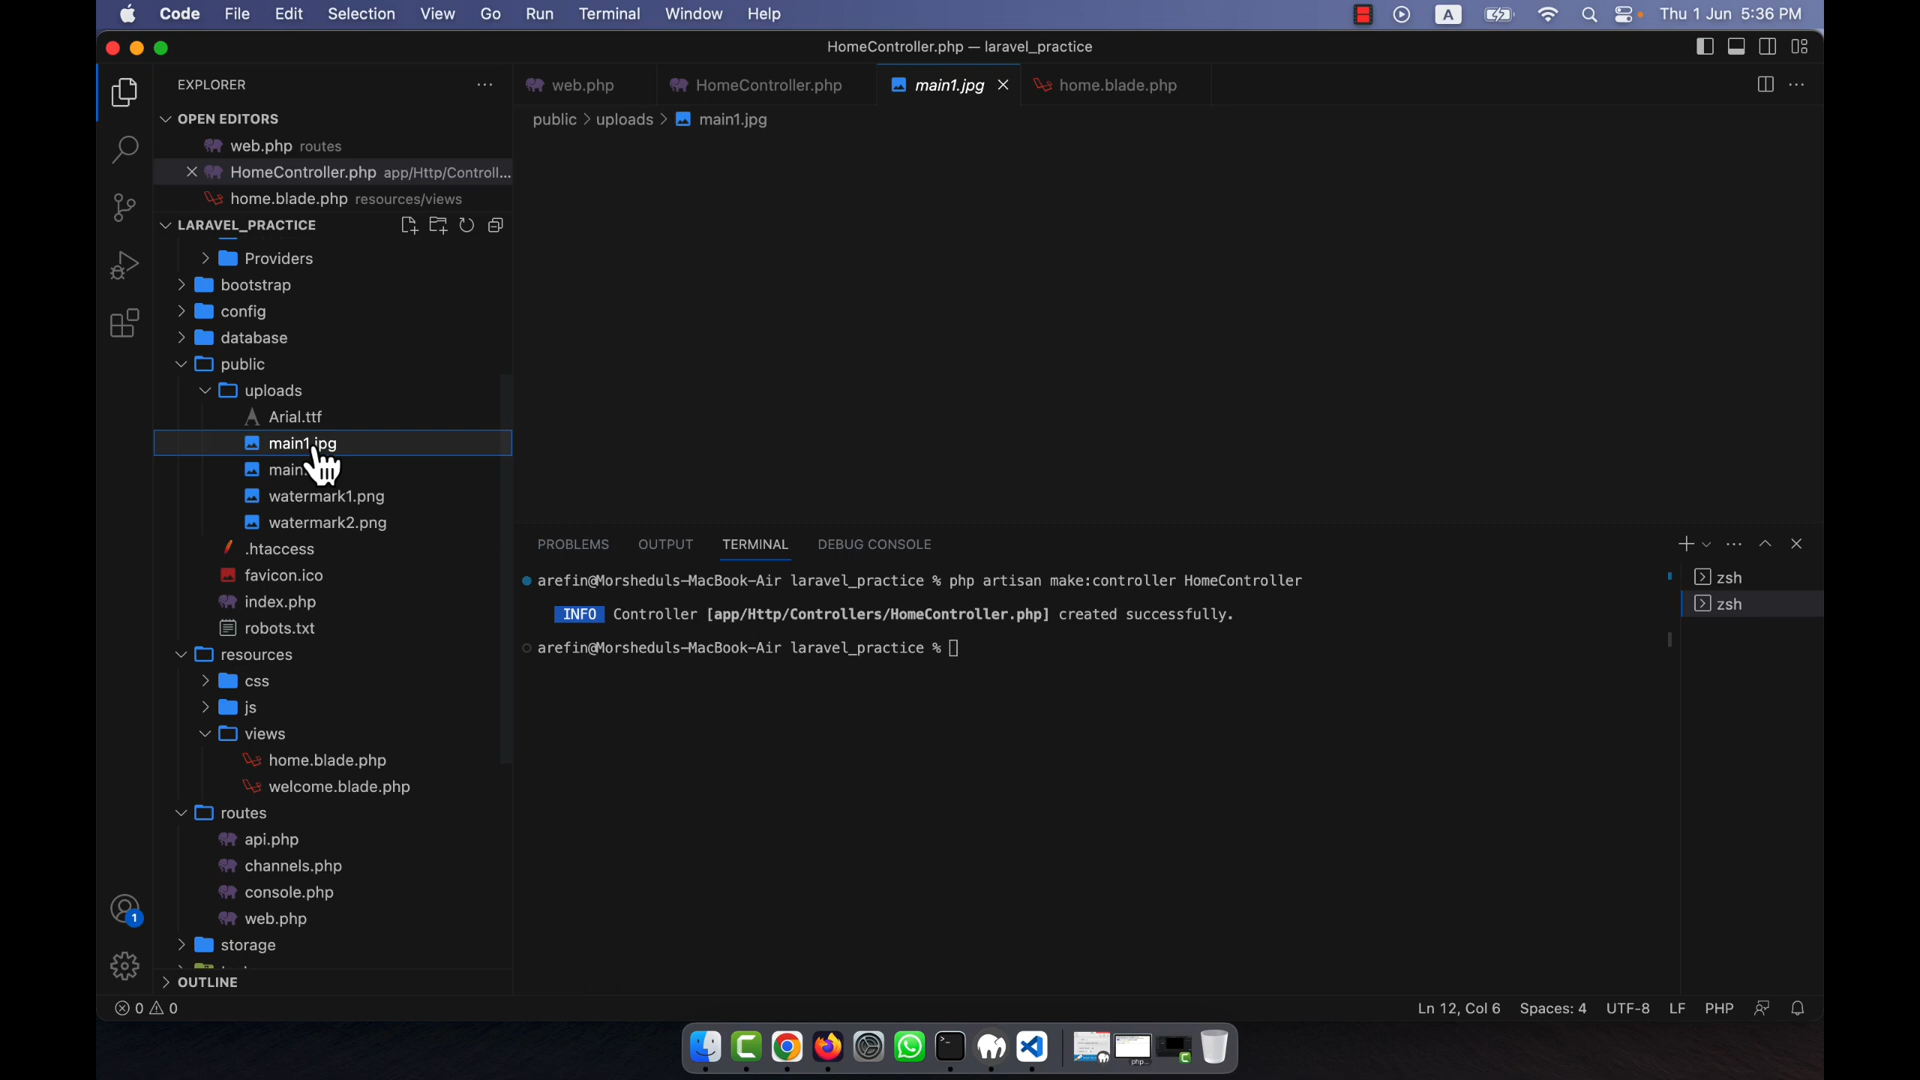 Code File Edit Selection View Go Run Terminal Window Help A Thu 1 Jun 5:36 PM
HomeController.php — laravel_practice
EXPLORER
web.php HomeController.php main1.jpg home.blade.php
OPEN EDITORS
public > uploads > main1.jpg
web.php routes
HomeController.php app/Http/Controll...
home.blade.php resources/views
LARAVEL_PRACTICE
Providers
bootstrap
config
database
public
uploads
Arial.ttf
main1.jpg
main
watermark1.png
watermark2.png
.htaccess
favicon.ico
index.php
robots.txt
resources
css
js
views
home.blade.php
welcome.blade.php
routes
api.php
channels.php
console.php
web.php
storage
OUTLINE
PROBLEMS OUTPUT TERMINAL DEBUG CONSOLE
arefin@Morsheduls-MacBook-Air laravel_practice % php artisan make:controller HomeController
INFO Controller [app/Http/Controllers/HomeController.php] created successfully.
arefin@Morsheduls-MacBook-Air laravel_practice %
zsh
zsh
1
0 0
Ln 12, Col 6 Spaces: 4 UTF-8 LF PHP